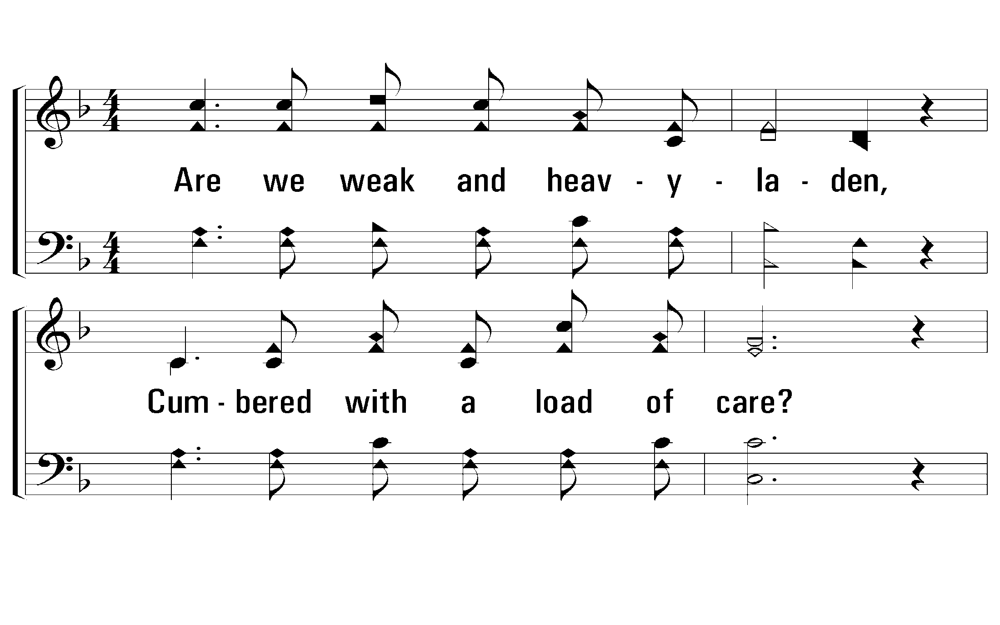 Are we weak and heav - y - la - den,
Cum - bered with a load of care?